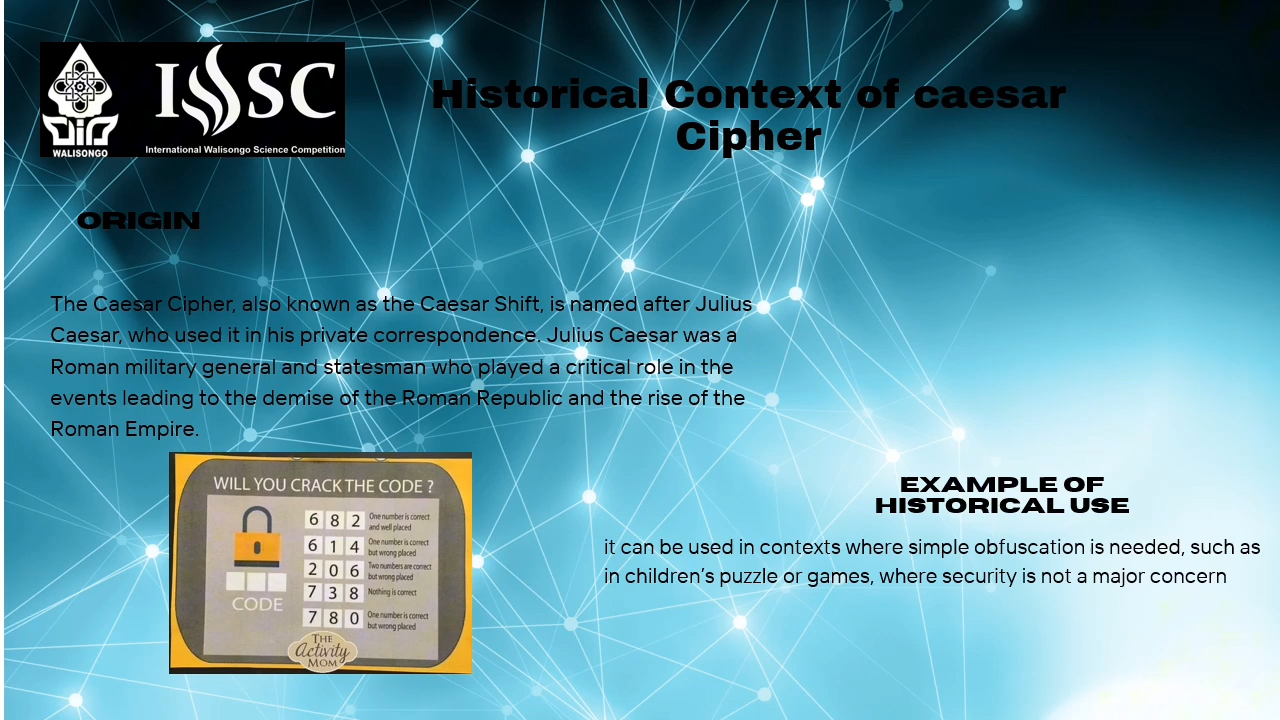 ISSC
WALISONGO
International Walisongo Science Competition
Historical Context of caesar
Cipher
ORIGIN
The Caesar Cipher, also known as the Caesar Shift, is named after Julius
Caesar, who used it in his private correspondence. Julius Caesar was a
Roman military general and statesman who played a critical role in the
events leading to the demise of the Roman Republic and the rise of the
Roman Empire.
WILL YOU CRACK THE CODE ?
6 8 2 One number is correct
and well placed
6 1 4 One number is correct
but wrong placed
2 0 6 Two numbers are correct
but wrong placed
7 3 8 Nothing is correct
7 8 0 One number is correct
but wrong placed
CODE
THE
Activity
MOM
EXAMPLE OF
HISTORICAL USE
it can be used in contexts where simple obfuscation is needed, such as
in children’s puzzle or games, where security is not a major concern